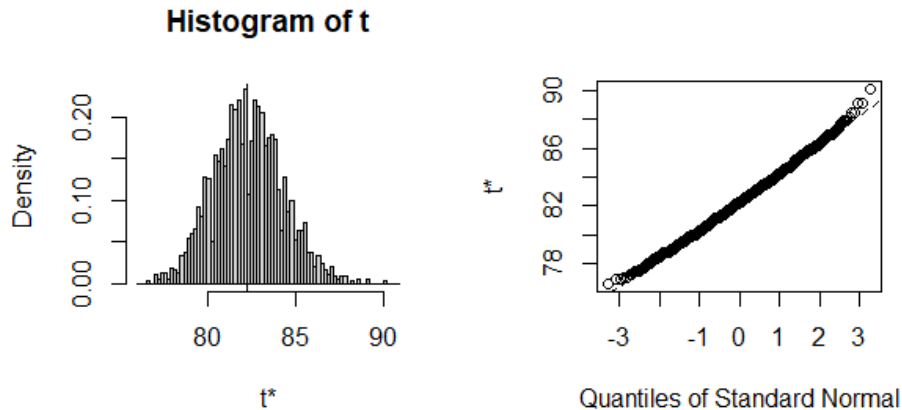 Histogram of t
Density
0.00 0.10 0.20
80 85 90
t*
t*
78 82 86 90
-3 -1 0 1 2 3
Quantiles of Standard Normal